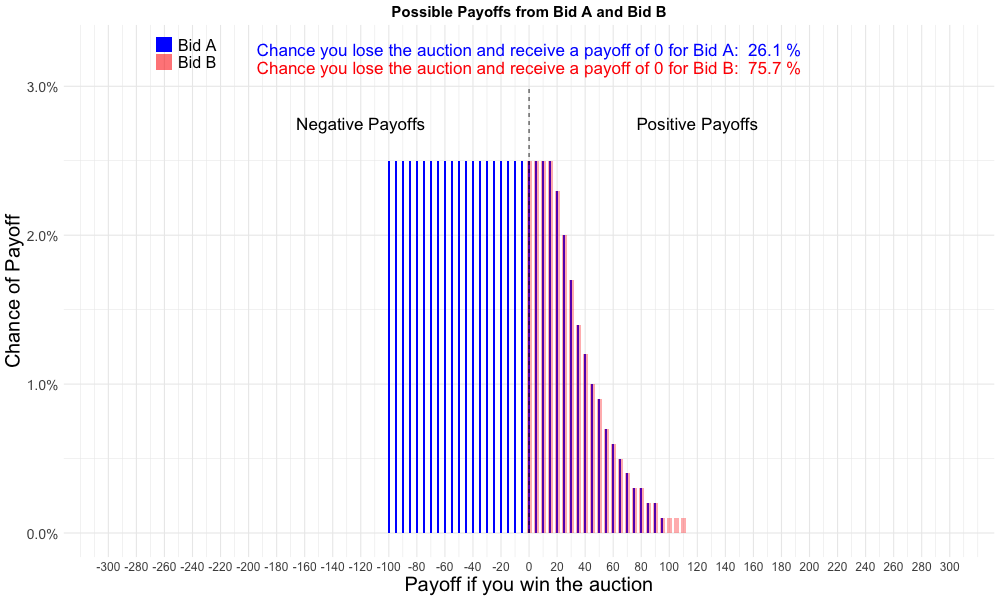 Possible Payoffs from Bid A and Bid B
Bid A
Bid B
Chance you lose the auction and receive a payoff of 0 for Bid A:  26.1 %
Chance you lose the auction and receive a payoff of 0 for Bid B:  75.7 %
Negative Payoffs
Positive Payoffs
Chance of Payoff
3.0%
2.0%
1.0%
0.0%
-300 -280 -260 -240 -220 -200 -180 -160 -140 -120 -100 -80 -60 -40 -20 0 20 40 60 80 100 120 140 160 180 200 220 240 260 280 300
Payoff if you win the auction